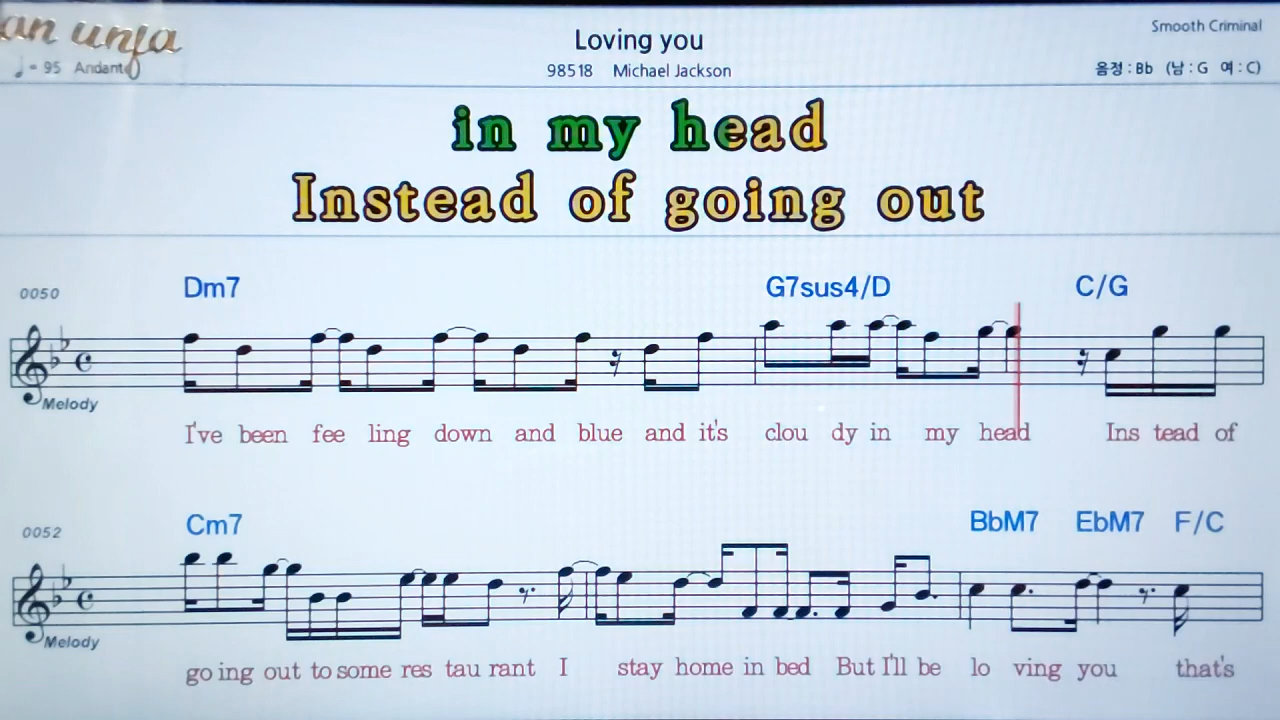 an unja
Loving you
Smooth Criminal
♩ = 95 Andante
98518 Michael Jackson
음정 : Bb (남 : G 여 : C)
in my head
Instead of going out
0050
Dm7 G7sus4/D C/G
Melody
I've been fee ling down and blue and it's clou dy in my head Ins tead of
0052
Cm7 BbM7 EbM7 F/C
Melody
go ing out to some res tau rant I stay home in bed But I'll be lo ving you that's